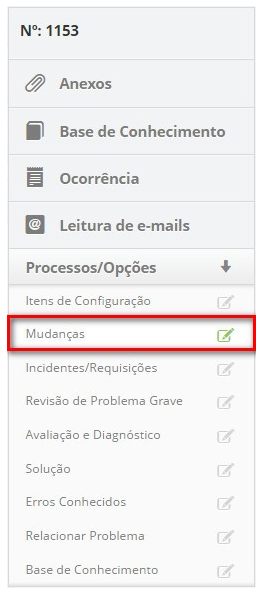 Nº: 1153
Anexos
Base de Conhecimento
Ocorrência
Leitura de e-mails
Processos/Opções
Itens de Configuração
Mudanças
Incidentes/Requisições
Revisão de Problema Grave
Avaliação e Diagnóstico
Solução
Erros Conhecidos
Relacionar Problema
Base de Conhecimento